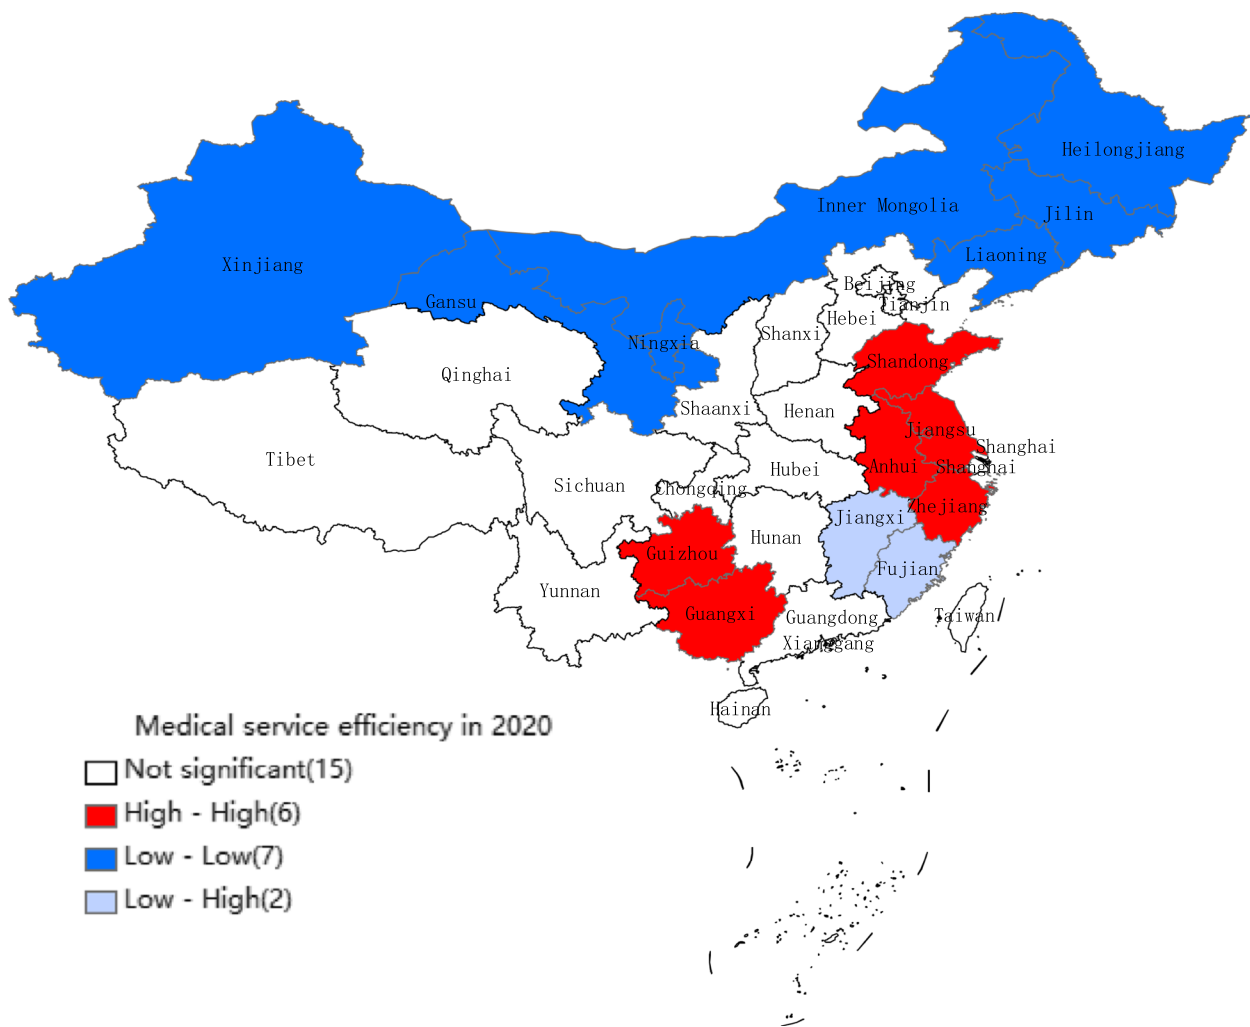 Heilongjiang
Inner Mongolia
Jilin
Liaoning
Xinjiang
Beijing
Gansu
Tianjin
Hebei
Shanxi
Ningxia
Shandong
Qinghai
Shaanxi
Henan
Jiangsu
Shanghai
Tibet
Hubei
Anhui
Shanghai
Sichuan
Chongqing
Zhejiang
Jiangxi
Hunan
Guizhou
Fujian
Yunnan
Guangxi
Guangdong
Taiwan
Xianggang
Hainan
Medical service efficiency in 2020
Not significant(15)
High - High(6)
Low - Low(7)
Low - High(2)